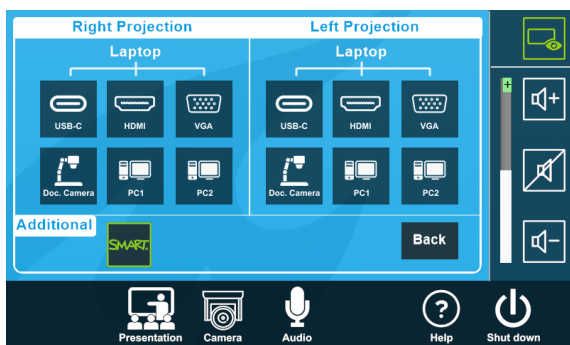 Right Projection
Left Projection
Laptop
Laptop
USB-C
HDMI
VGA
USB-C
HDMI
VGA
Doc. Camera
PC1
PC2
Doc. Camera
PC1
PC2
Additional
SMART.
Back
Presentation
Camera
Audio
?
Help
Shut down